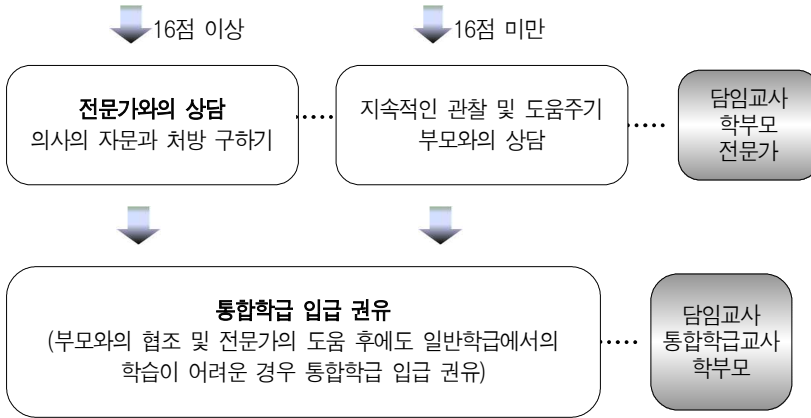 16점 이상
16점 미만
전문가와의 상담
의사의 자문과 처방 구하기
지속적인 관찰 및 도움주기
부모와의 상담
담임교사
학부모
전문가
통합학급 입급 권유
(부모와의 협조 및 전문가의 도움 후에도 일반학급에서의
학습이 어려운 경우 통합학급 입급 권유)
담임교사
통합학급교사
학부모